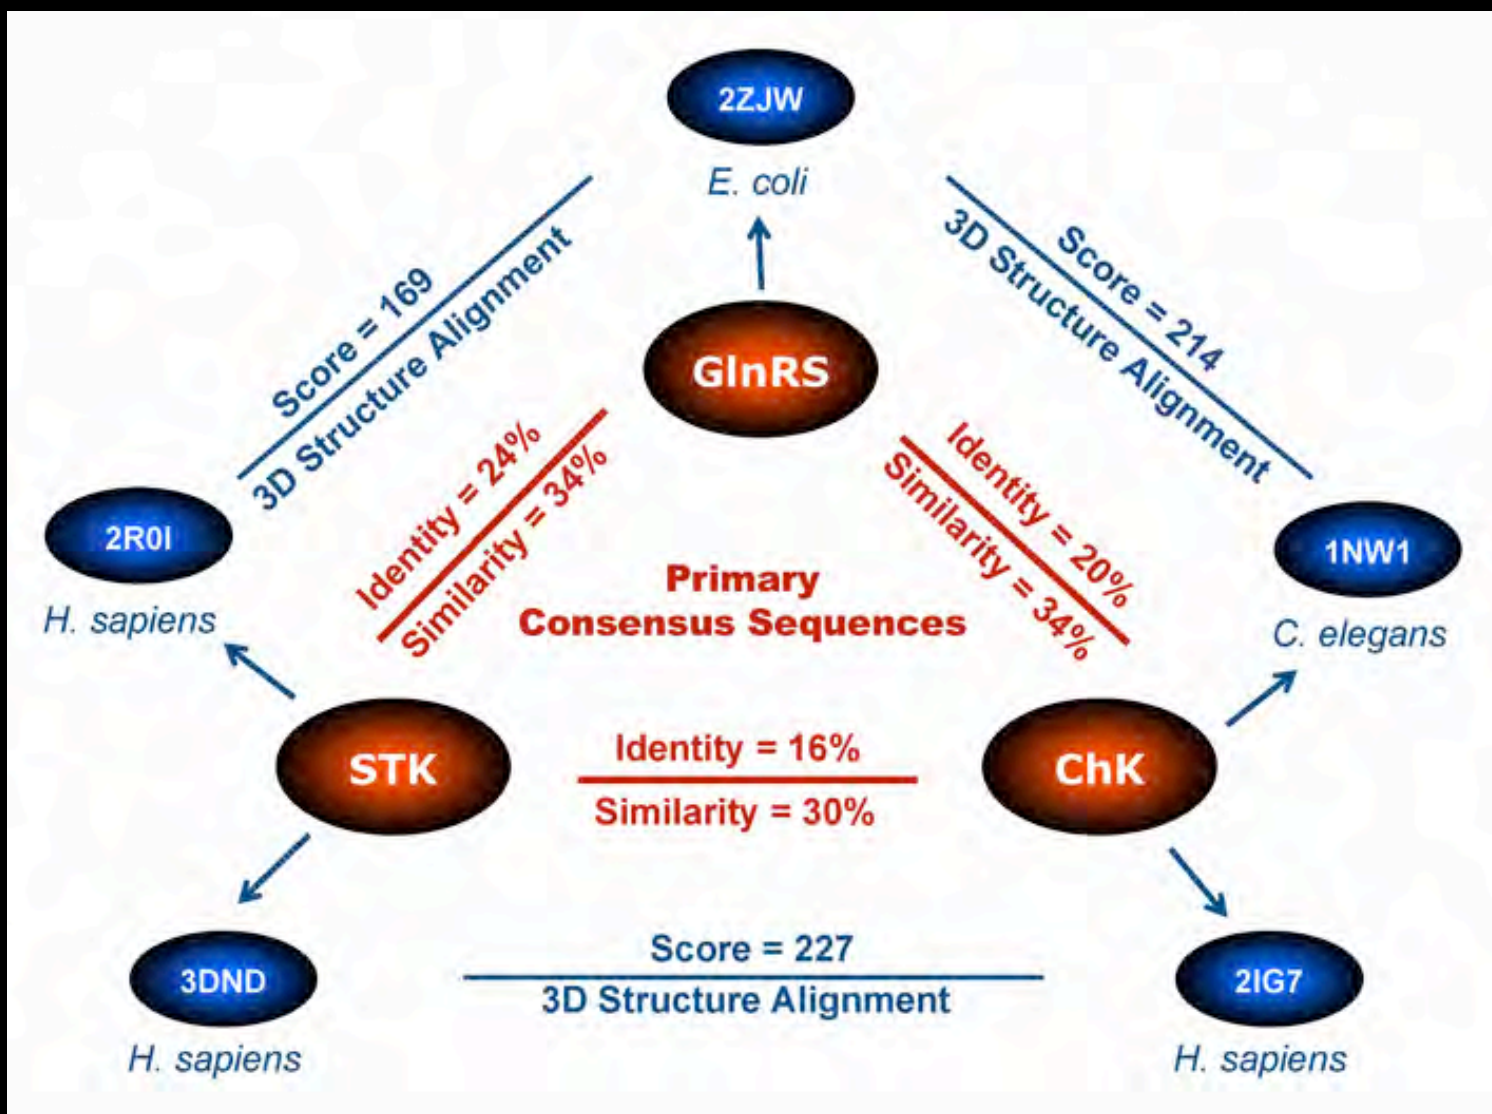 2ZJW
E. coli
Score = 169
3D Structure Alignment
Score = 214
3D Structure Alignment
GlnRS
Identity = 24%
Similarity = 34%
Identity = 20%
Similarity = 34%
2R0I
H. sapiens
1NW1
C. elegans
Primary
Consensus Sequences
STK
Identity = 16%
Similarity = 30%
ChK
3DND
H. sapiens
Score = 227
3D Structure Alignment
2IG7
H. sapiens